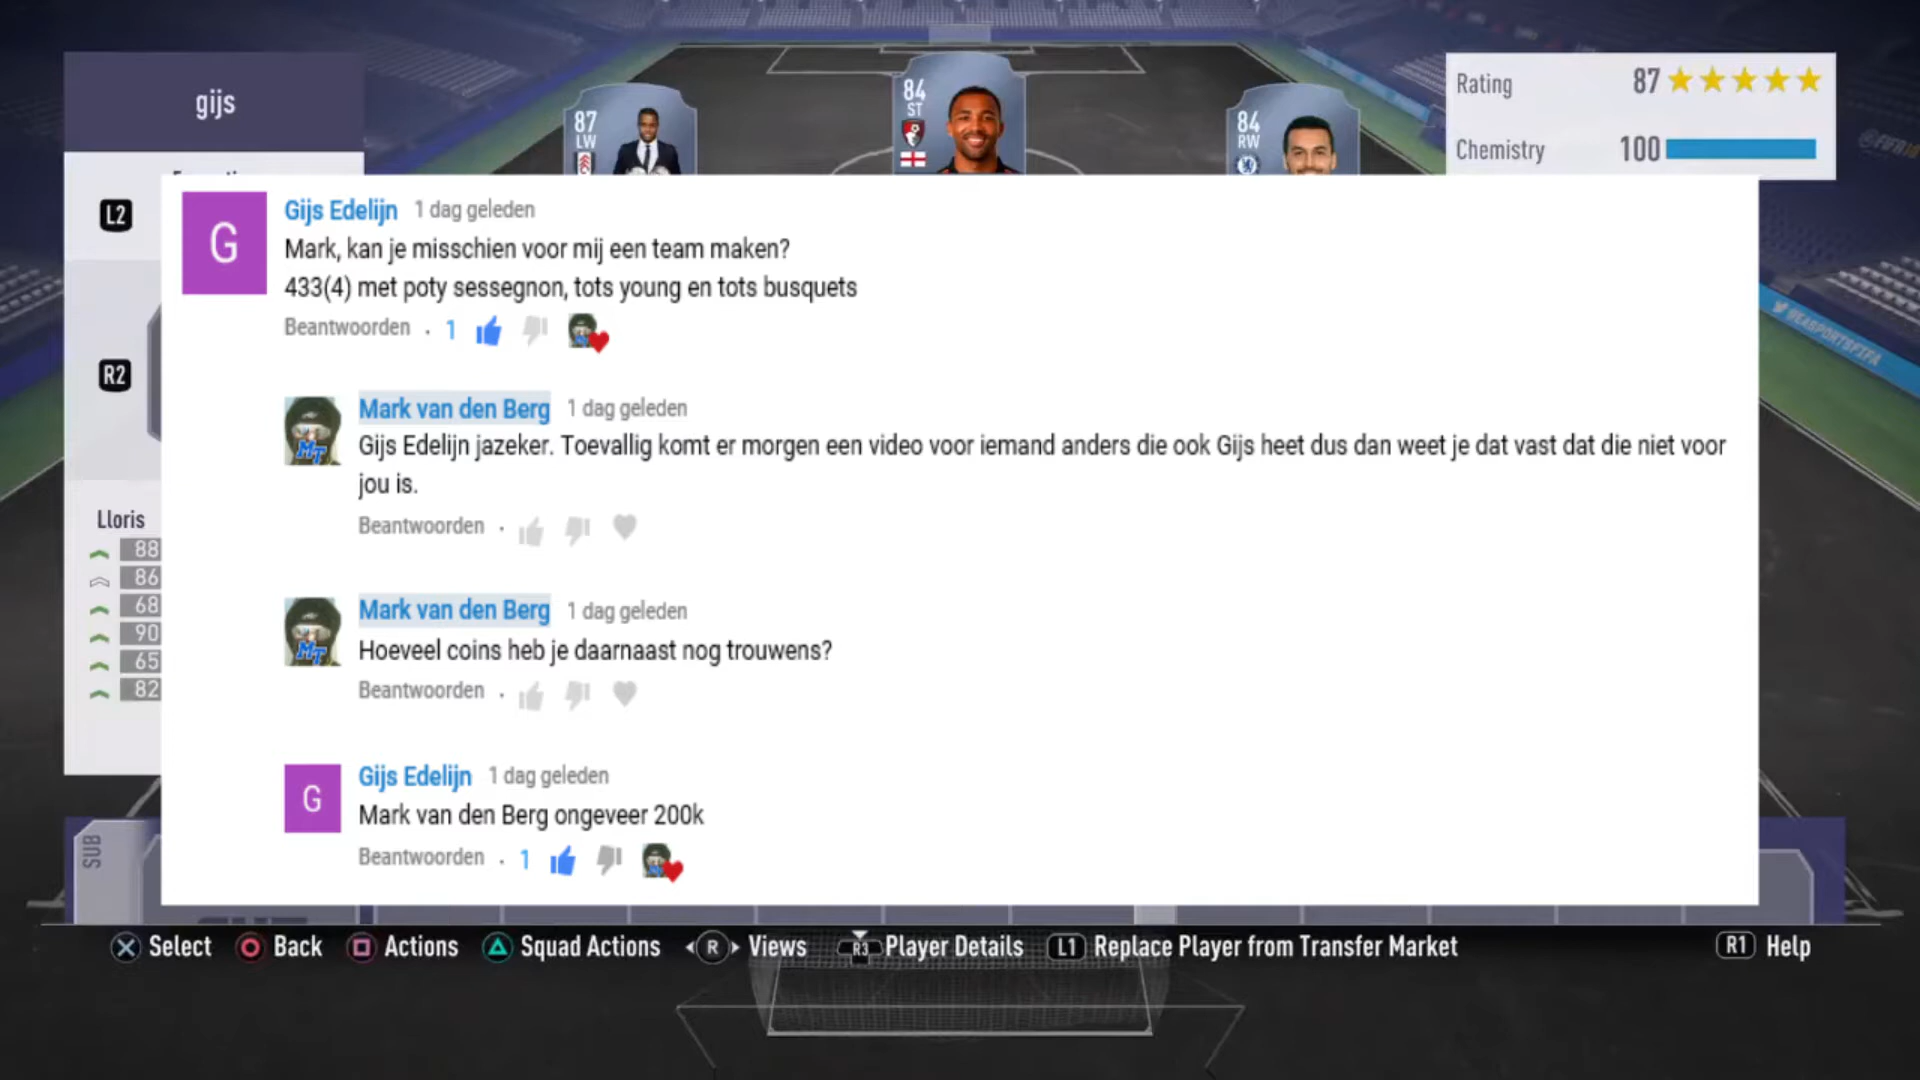 gijs
Rating 87
Chemistry 100
87
LW
84
ST
84
RW
L2
R2
G
Gijs Edelijn 1 dag geleden
Mark, kan je misschien voor mij een team maken?
433(4) met poty sessegnon, tots young en tots busquets
Beantwoorden · 1
MT
Mark van den Berg 1 dag geleden
Gijs Edelijn jazeker. Toevallig komt er morgen een video voor iemand anders die ook Gijs heet dus dan weet je dat vast dat die niet voor
jou is.
Beantwoorden ·
MT
Mark van den Berg 1 dag geleden
Hoeveel coins heb je daarnaast nog trouwens?
Beantwoorden ·
G
Gijs Edelijn 1 dag geleden
Mark van den Berg ongeveer 200k
Beantwoorden · 1
Lloris
88
86
68
90
65
82
SUB
@EASPORTSFIFA
Select Back Actions Squad Actions R Views R3 Player Details L1 Replace Player from Transfer Market R1 Help